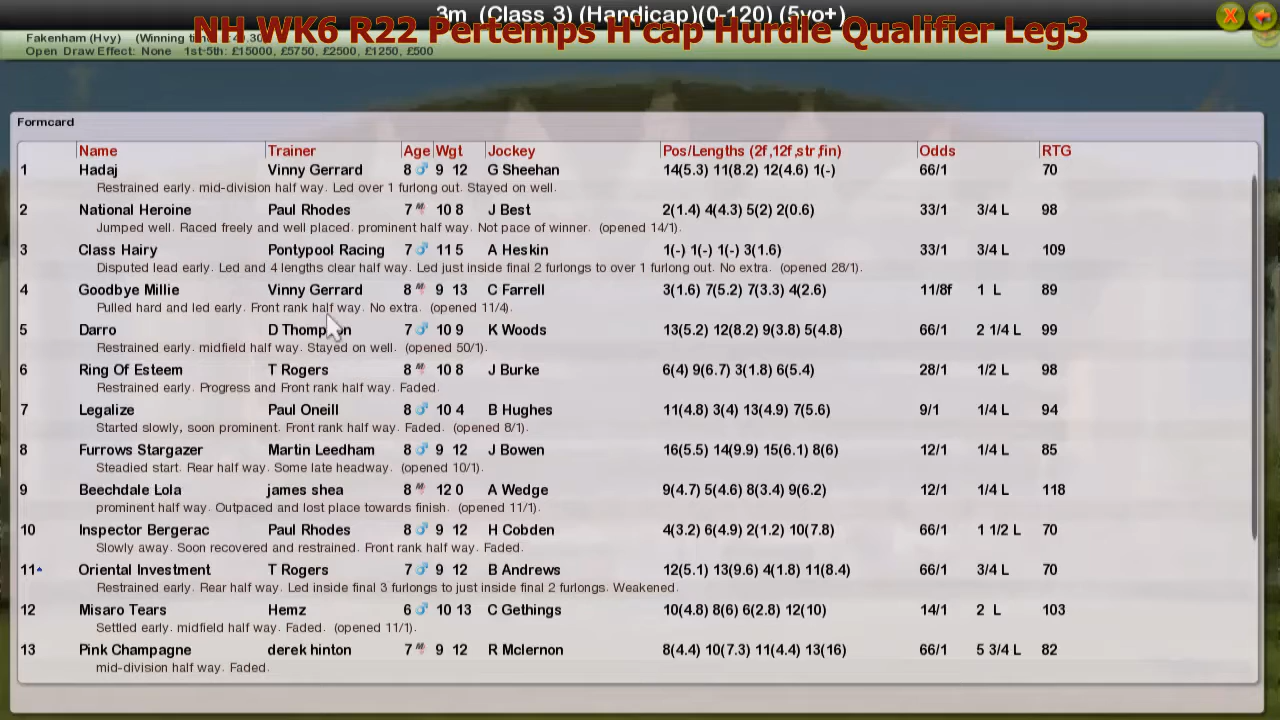 3m (Class 3) (Handicap)(0-120) (5yo+)
NH WK6 R22 Pertemps H'cap Hurdle Qualifier Leg3
Fakenham (Hvy) (Winning
Open Draw Effect: None 1st-5th: £15000, £5750, £2500, £1250, £500
Formcard
Name Trainer Age Wgt Jockey Pos/Lengths (2f,12f,str,fin) Odds RTG
1 Hadaj Vinny Gerrard 8 9 12 G Sheehan 14(5.3) 11(8.2) 12(4.6) 1(-) 66/1 70
Restrained early. mid-division half way. Led over 1 furlong out. Stayed on well.
2 National Heroine Paul Rhodes 7 10 8 J Best 2(1.4) 4(4.3) 5(2) 2(0.6) 33/1 3/4 L 98
Jumped well. Raced freely and well placed. prominent half way. Not pace of winner. (opened 14/1).
3 Class Hairy Pontypool Racing 7 11 5 A Heskin 1(-) 1(-) 1(-) 3(1.6) 33/1 3/4 L 109
Disputed lead early. Led and 4 lengths clear half way. Led just inside final 2 furlongs to over 1 furlong out. No extra. (opened 28/1).
4 Goodbye Millie Vinny Gerrard 8 9 13 C Farrell 3(1.6) 7(5.2) 7(3.3) 4(2.6) 11/8f 1 L 89
Pulled hard and led early. Front rank half way. No extra. (opened 11/4).
5 Darro D Thompson 7 10 9 K Woods 13(5.2) 12(8.2) 9(3.8) 5(4.8) 66/1 2 1/4 L 99
Restrained early. midfield half way. Stayed on well. (opened 50/1).
6 Ring Of Esteem T Rogers 8 10 8 J Burke 6(4) 9(6.7) 3(1.8) 6(5.4) 28/1 1/2 L 98
Restrained early. Progress and Front rank half way. Faded.
7 Legalize Paul Oneill 8 10 4 B Hughes 11(4.8) 3(4) 13(4.9) 7(5.6) 9/1 1/4 L 94
Started slowly, soon prominent. Front rank half way. Faded. (opened 8/1).
8 Furrows Stargazer Martin Leedham 8 9 12 J Bowen 16(5.5) 14(9.9) 15(6.1) 8(6) 12/1 1/4 L 85
Steadied start. Rear half way. Some late headway. (opened 10/1).
9 Beechdale Lola james shea 8 12 0 A Wedge 9(4.7) 5(4.6) 8(3.4) 9(6.2) 12/1 1/4 L 118
prominent half way. Outpaced and lost place towards finish. (opened 11/1).
10 Inspector Bergerac Paul Rhodes 8 9 12 H Cobden 4(3.2) 6(4.9) 2(1.2) 10(7.8) 66/1 1 1/2 L 70
Slowly away. Soon recovered and restrained. Front rank half way. Faded.
11 Oriental Investment T Rogers 7 9 12 B Andrews 12(5.1) 13(9.6) 4(1.8) 11(8.4) 66/1 3/4 L 70
Restrained early. Rear half way. Led inside final 3 furlongs to just inside final 2 furlongs. Weakened.
12 Misaro Tears Hemz 6 10 13 C Gethings 10(4.8) 8(6) 6(2.8) 12(10) 14/1 2 L 103
Settled early. midfield half way. Faded. (opened 11/1).
13 Pink Champagne derek hinton 7 9 12 R Mclernon 8(4.4) 10(7.3) 11(4.4) 13(16) 66/1 5 3/4 L 82
mid-division half way. Faded.